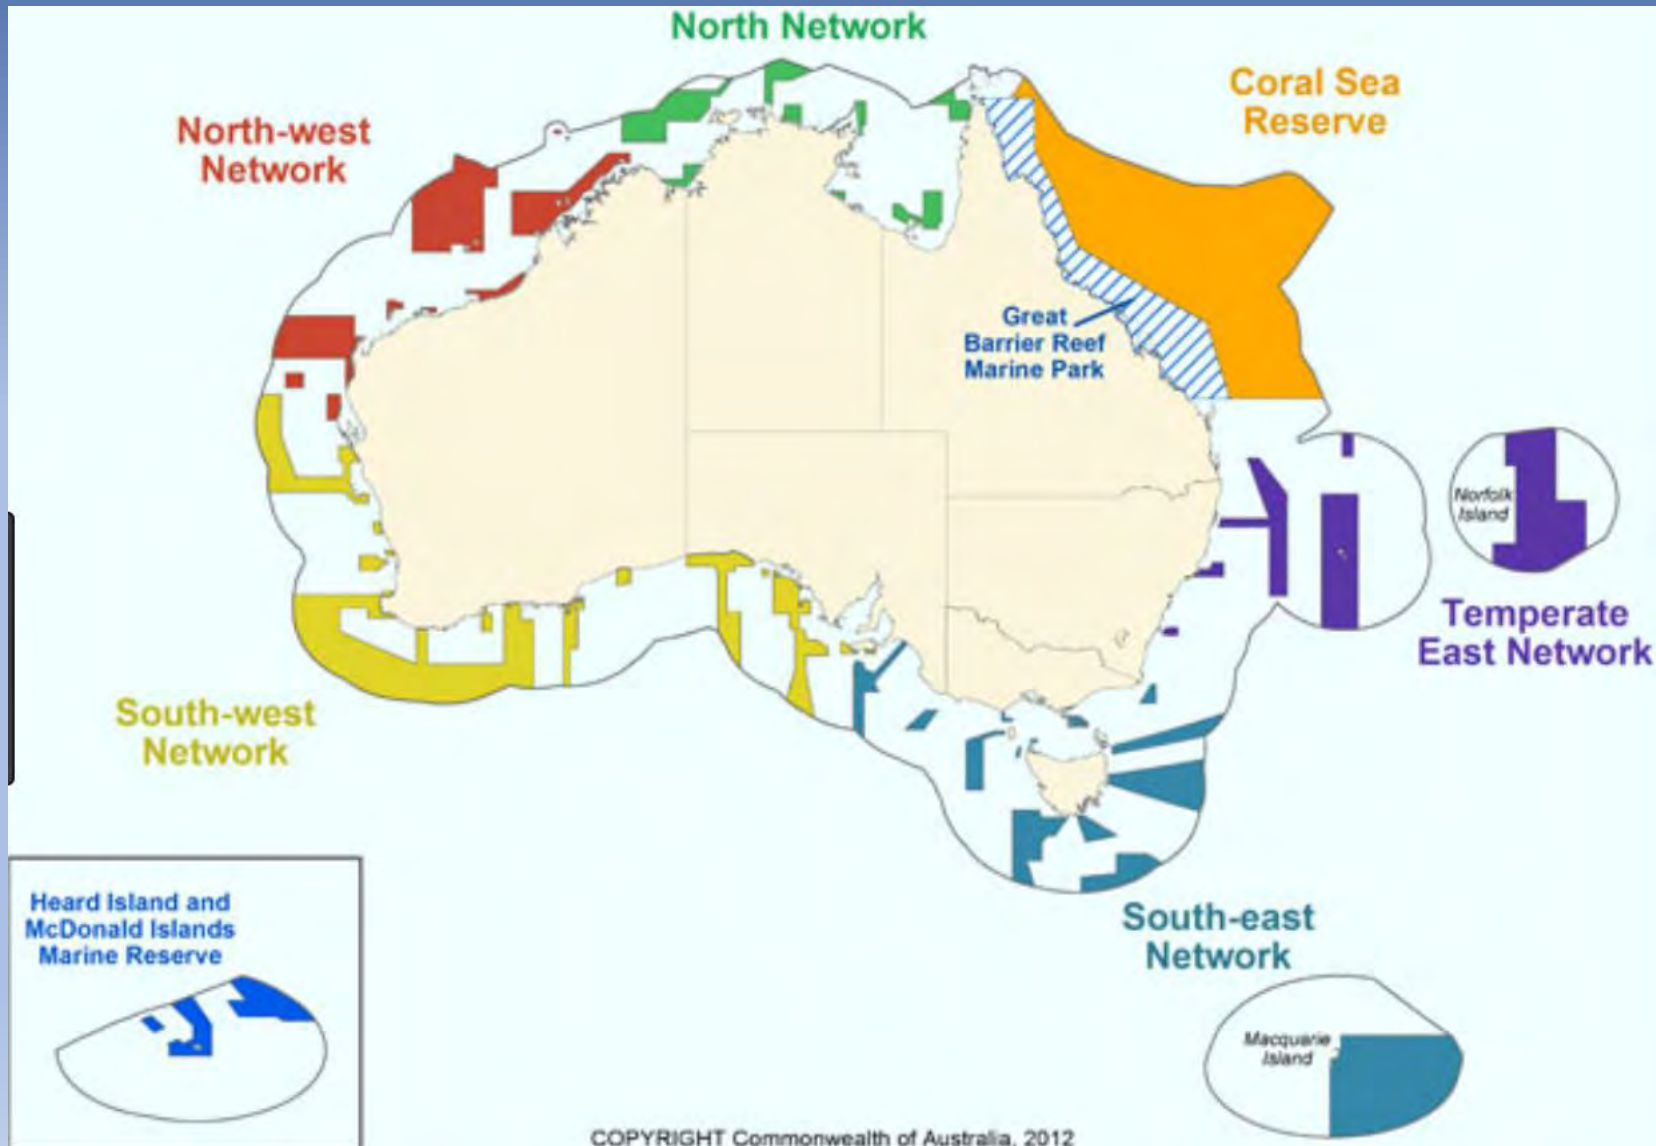 North Network
Coral Sea
Reserve
North-west
Network
Great
Barrier Reef
Marine Park
Norfolk
Island
Temperate
East Network
South-west
Network
Heard Island and
McDonald Islands
Marine Reserve
South-east
Network
Macquarie
Island
COPYRIGHT Commonwealth of Australia, 2012